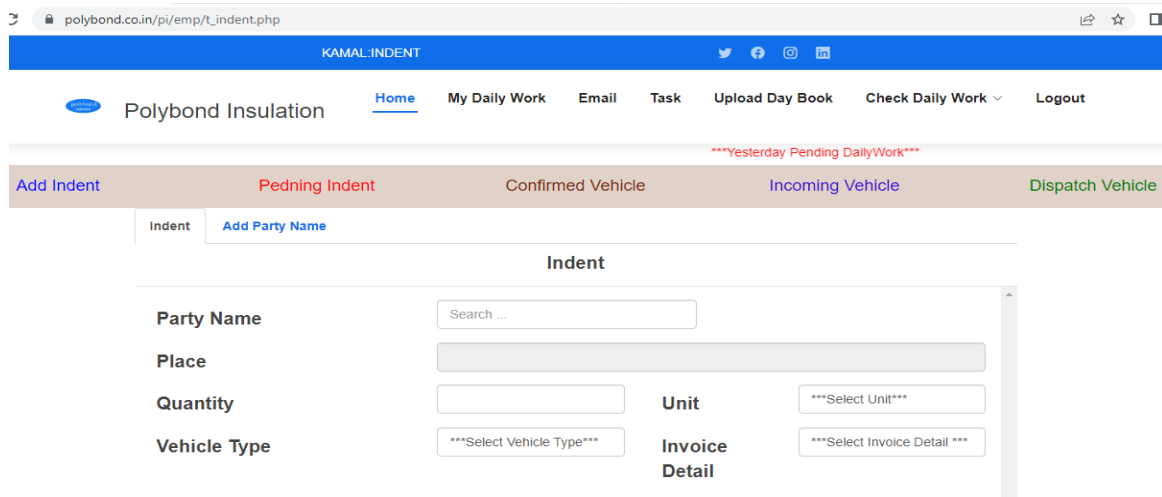 polybond.co.in/pi/emp/t_indent.php
KAMAL:INDENT
Polybond Insulation
Home My Daily Work Email Task Upload Day Book Check Daily Work Logout
***Yesterday Pending DailyWork***
Add Indent Pedning Indent Confirmed Vehicle Incoming Vehicle Dispatch Vehicle
Indent Add Party Name
Indent
Party Name Search ...
Place
Quantity Unit ***Select Unit***
Vehicle Type ***Select Vehicle Type*** Invoice Detail ***Select Invoice Detail ***